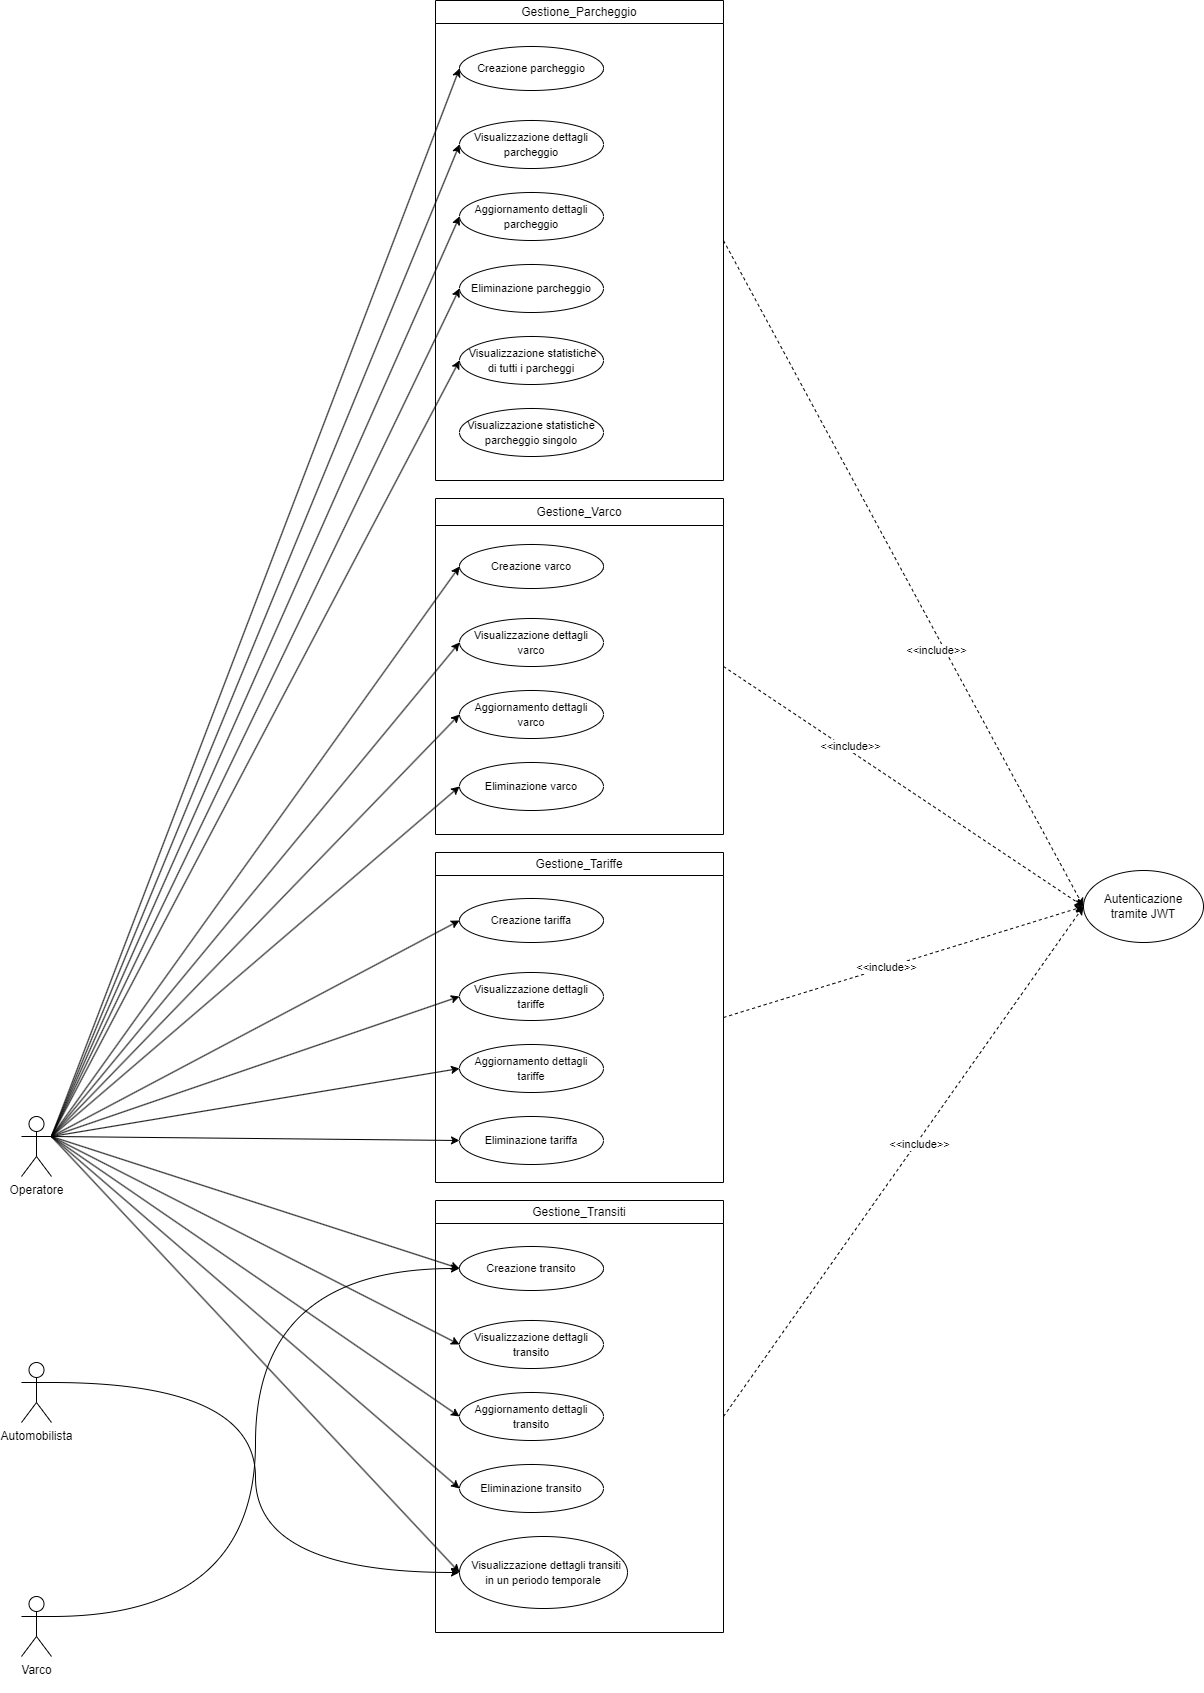 Gestione_Parcheggio
Creazione parcheggio
Visualizzazione dettagli
parcheggio
Aggiornamento dettagli
parcheggio
Eliminazione parcheggio
Visualizzazione statistiche
di tutti i parcheggi
Visualizzazione statistiche
parcheggio singolo
Gestione_Varco
Creazione varco
Visualizzazione dettagli
varco
Aggiornamento dettagli
varco
Eliminazione varco
Gestione_Tariffe
Creazione tariffa
Visualizzazione dettagli
tariffe
Aggiornamento dettagli
tariffe
Eliminazione tariffa
Gestione_Transiti
Creazione transito
Visualizzazione dettagli
transito
Aggiornamento dettagli
transito
Eliminazione transito
Visualizzazione dettagli transiti
in un periodo temporale
<<include>>
<<include>>
<<include>>
<<include>>
Autenticazione
tramite JWT
Operatore
Automobilista
Varco